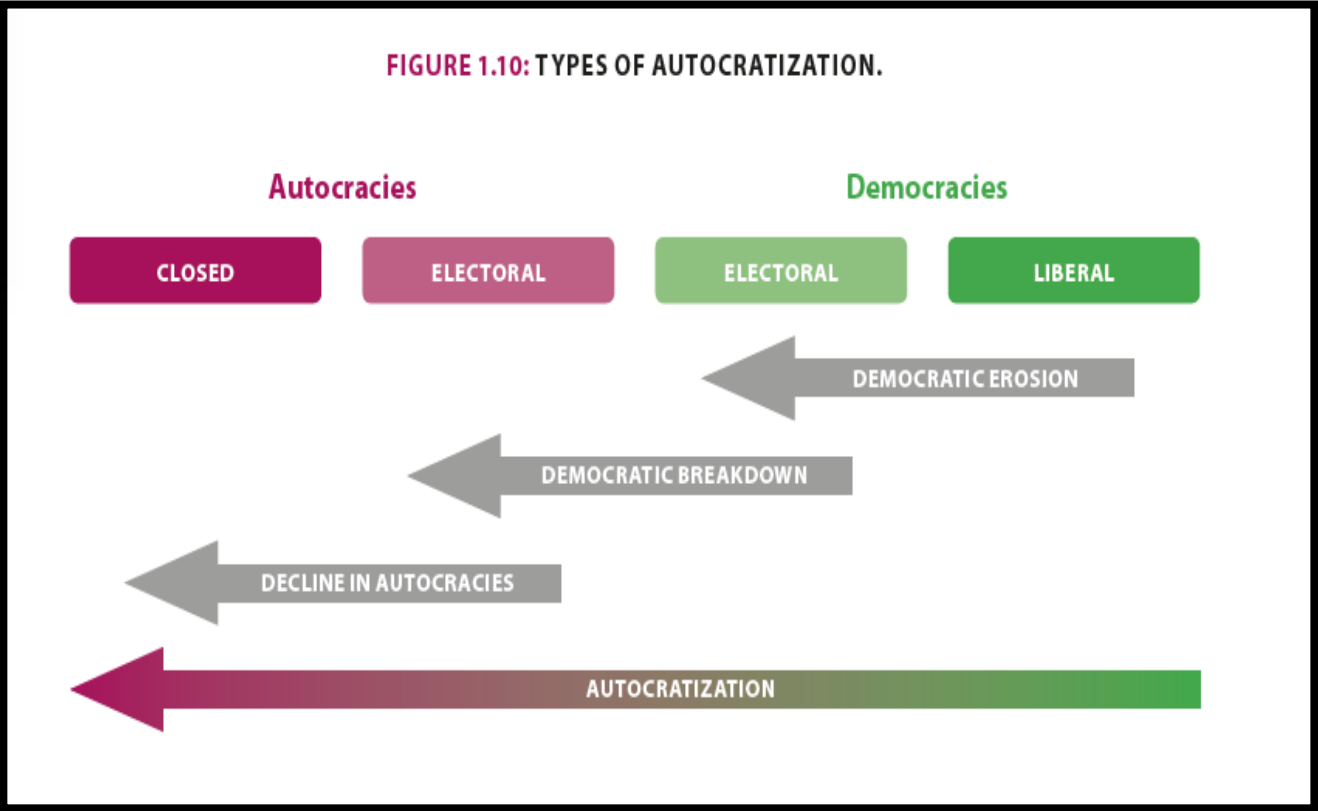 FIGURE 1.10: TYPES OF AUTOCRATIZATION.
Autocracies
Democracies
CLOSED
ELECTORAL
ELECTORAL
LIBERAL
DEMOCRATIC EROSION
DEMOCRATIC BREAKDOWN
DECLINE IN AUTOCRACIES
AUTOCRATIZATION